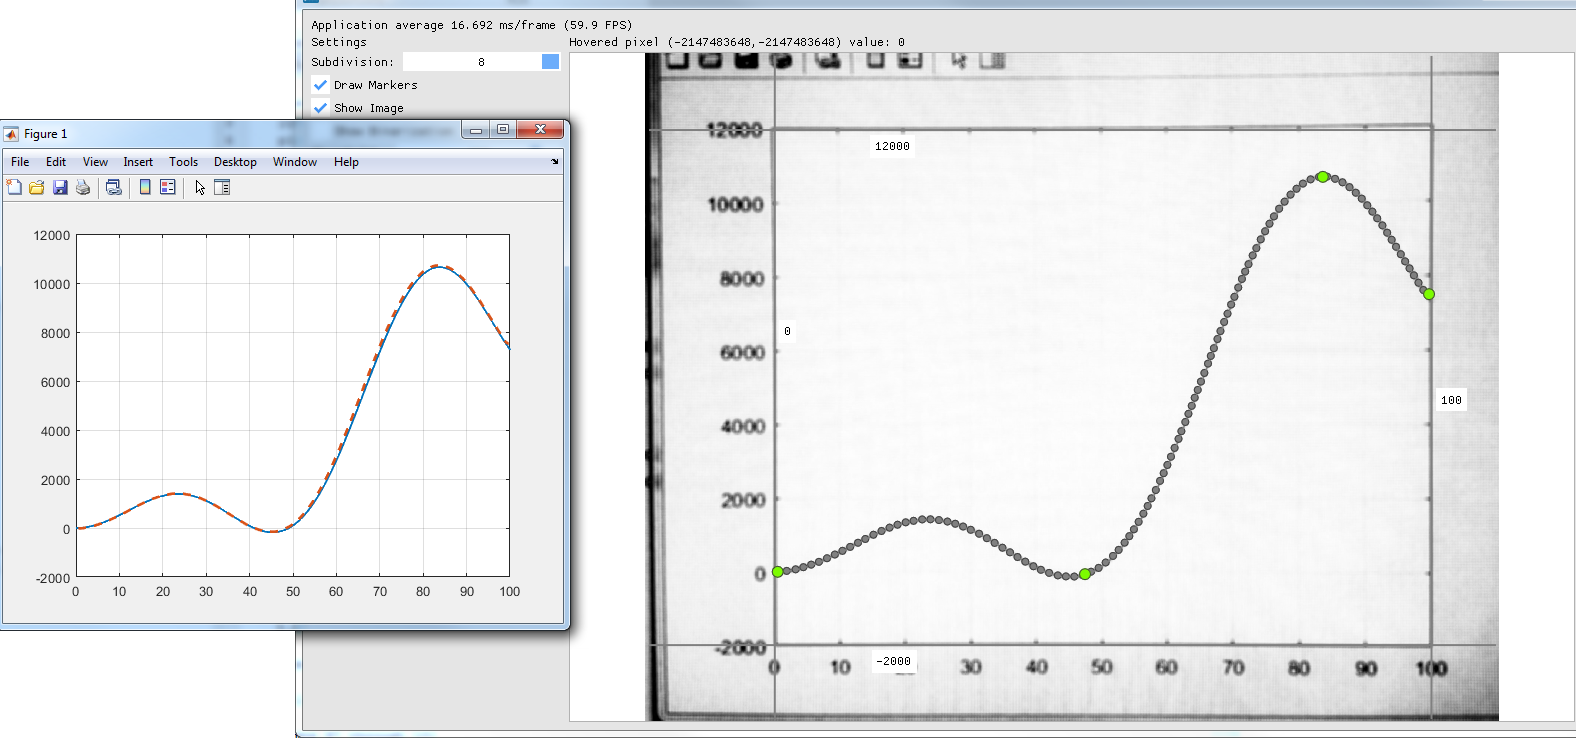 Application average 16.692 ms/frame (59.9 FPS)
Settings
Hovered pixel (-2147483648,-2147483648) value: 0
Subdivision: 8
Draw Markers
Show Image
Figure 1
File Edit View Insert Tools Desktop Window Help
12000
10000
8000
6000
4000
2000
0
-2000
0 10 20 30 40 50 60 70 80 90 100
12000
12000
10000
8000
0
6000
100
4000
2000
0
-2000
-2000
0 10 30 40 50 60 70 80 90 100